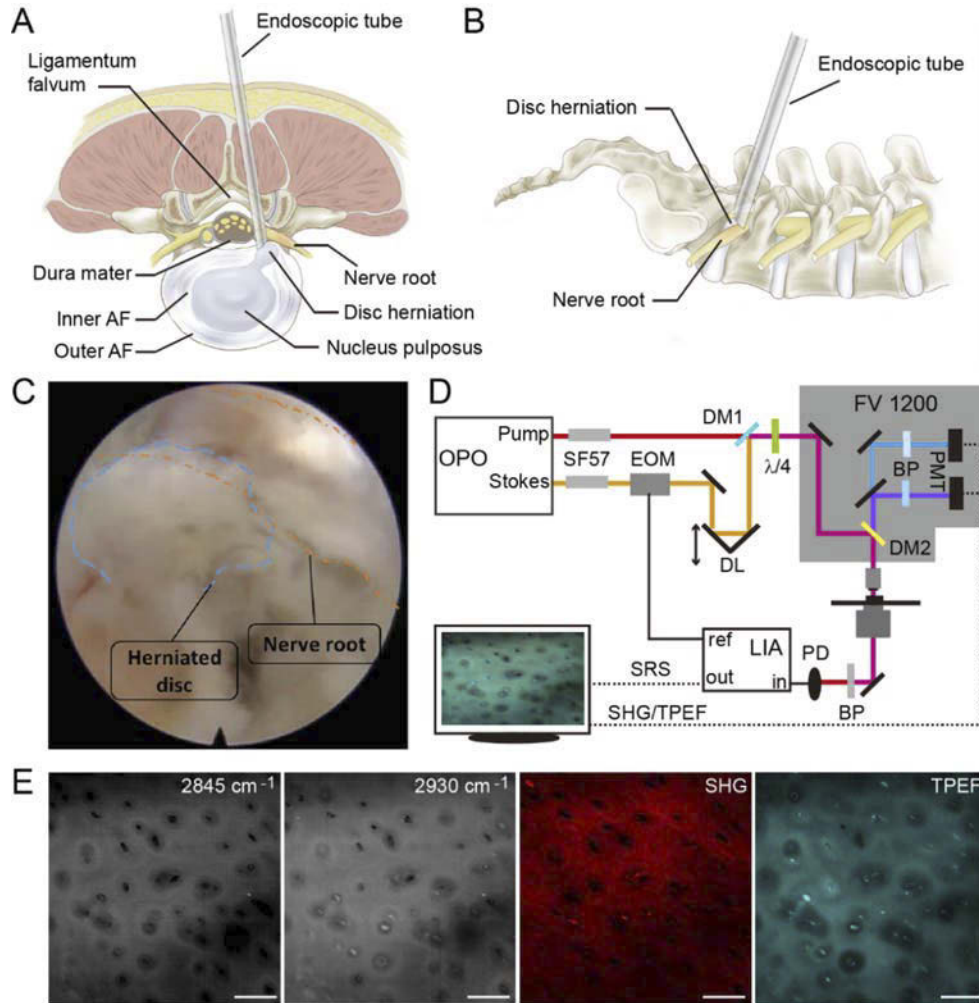 A
Endoscopic tube
Ligamentum
falvum
Dura mater
Inner AF
Outer AF
Nerve root
Disc herniation
Nucleus pulposus
B
Endoscopic tube
Disc herniation
Nerve root
C
Herniated
disc
Nerve root
D
OPO
Pump
Stokes
SF57
EOM
DM1
λ/4
DL
FV 1200
BP
PMT
DM2
ref
LIA
out
in
PD
BP
SRS
SHG/TPEF
E
2845 cm⁻¹
2930 cm⁻¹
SHG
TPEF